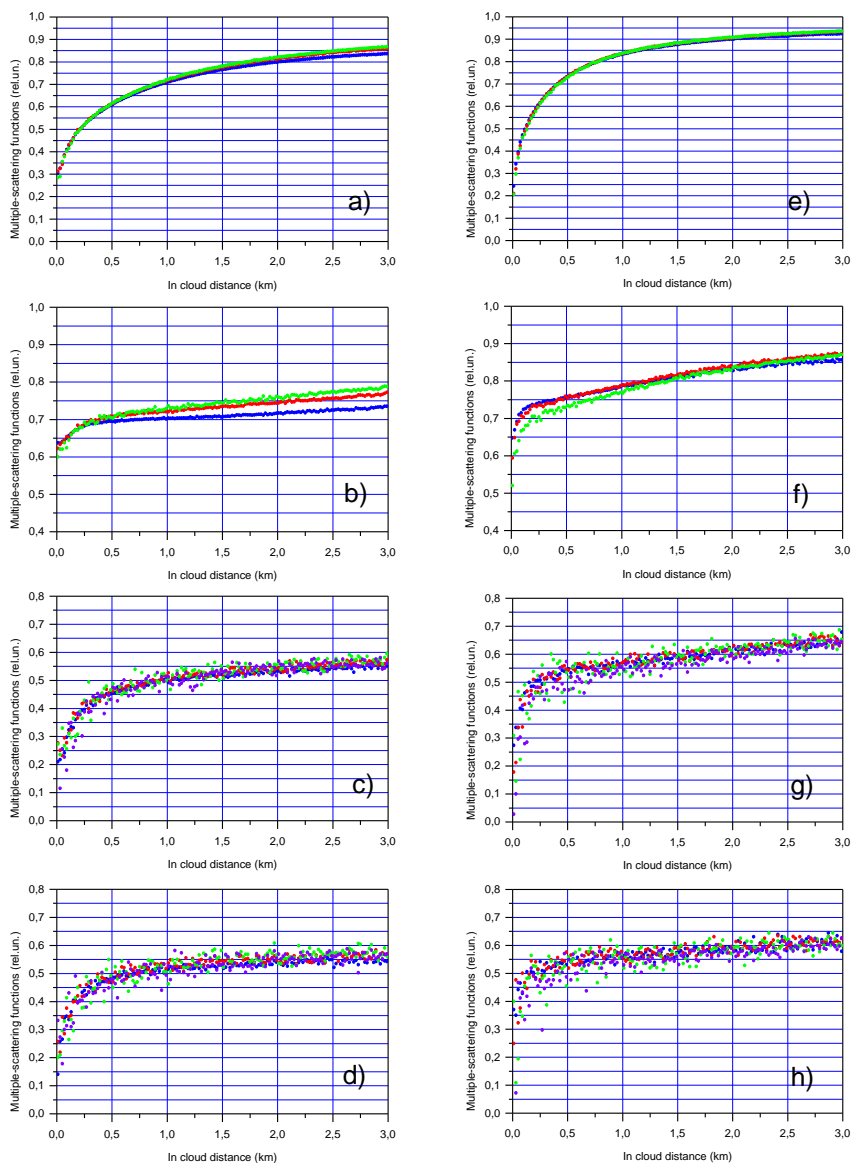 1,0
0,9
0,8
0,7
0,6
0,5
0,4
0,3
0,2
0,1
0,0
Multiple-scattering functions (rel.un.)
a)
0,0 0,5 1,0 1,5 2,0 2,5 3,0
In cloud distance (km)
1,0
0,9
0,8
0,7
0,6
0,5
0,4
0,3
0,2
0,1
0,0
Multiple-scattering functions (rel.un.)
e)
0,0 0,5 1,0 1,5 2,0 2,5 3,0
In cloud distance (km)
1,0
0,9
0,8
0,7
0,6
0,5
0,4
Multiple-scattering functions (rel.un.)
b)
0,0 0,5 1,0 1,5 2,0 2,5 3,0
In cloud distance (km)
1,0
0,9
0,8
0,7
0,6
0,5
0,4
Multiple-scattering functions (rel.un.)
f)
0,0 0,5 1,0 1,5 2,0 2,5 3,0
In cloud distance (km)
0,8
0,7
0,6
0,5
0,4
0,3
0,2
0,1
0,0
Multiple-scattering functions (rel.un.)
c)
0,0 0,5 1,0 1,5 2,0 2,5 3,0
In cloud distance (km)
0,8
0,7
0,6
0,5
0,4
0,3
0,2
0,1
0,0
Multiple-scattering functions (rel.un.)
g)
0,0 0,5 1,0 1,5 2,0 2,5 3,0
In cloud distance (km)
0,8
0,7
0,6
0,5
0,4
0,3
0,2
0,1
0,0
Multiple-scattering functions (rel.un.)
d)
0,0 0,5 1,0 1,5 2,0 2,5 3,0
In cloud distance (km)
0,8
0,7
0,6
0,5
0,4
0,3
0,2
0,1
0,0
Multiple-scattering functions (rel.un.)
h)
0,0 0,5 1,0 1,5 2,0 2,5 3,0
In cloud distance (km)